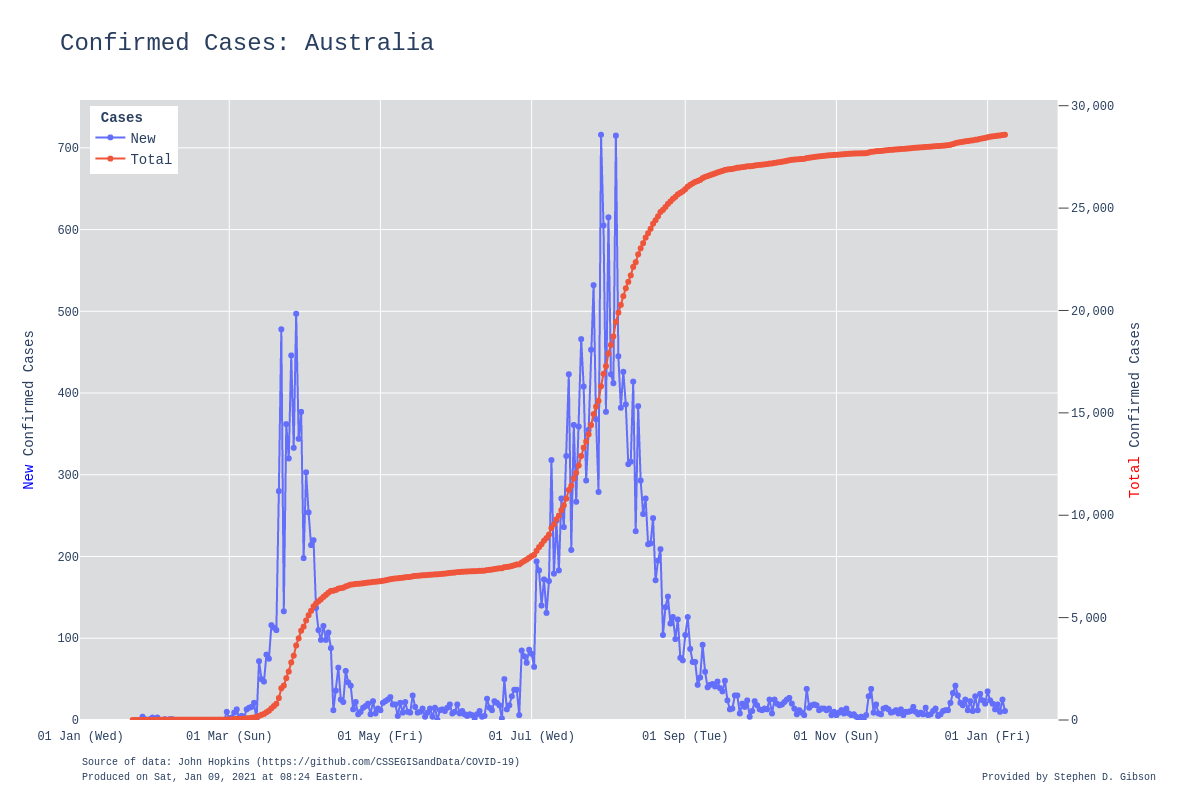 Confirmed Cases: Australia
Cases
New
Total
30,000
700
600
25,000
500
20,000
400
15,000
300
10,000
200
5,000
100
0
0
New Confirmed Cases
Total Confirmed Cases
01 Jan (Wed) 01 Mar (Sun) 01 May (Fri) 01 Jul (Wed) 01 Sep (Tue) 01 Nov (Sun) 01 Jan (Fri)
Source of data: John Hopkins (https://github.com/CSSEGISandData/COVID-19)
Produced on Sat, Jan 09, 2021 at 08:24 Eastern.
Provided by Stephen D. Gibson